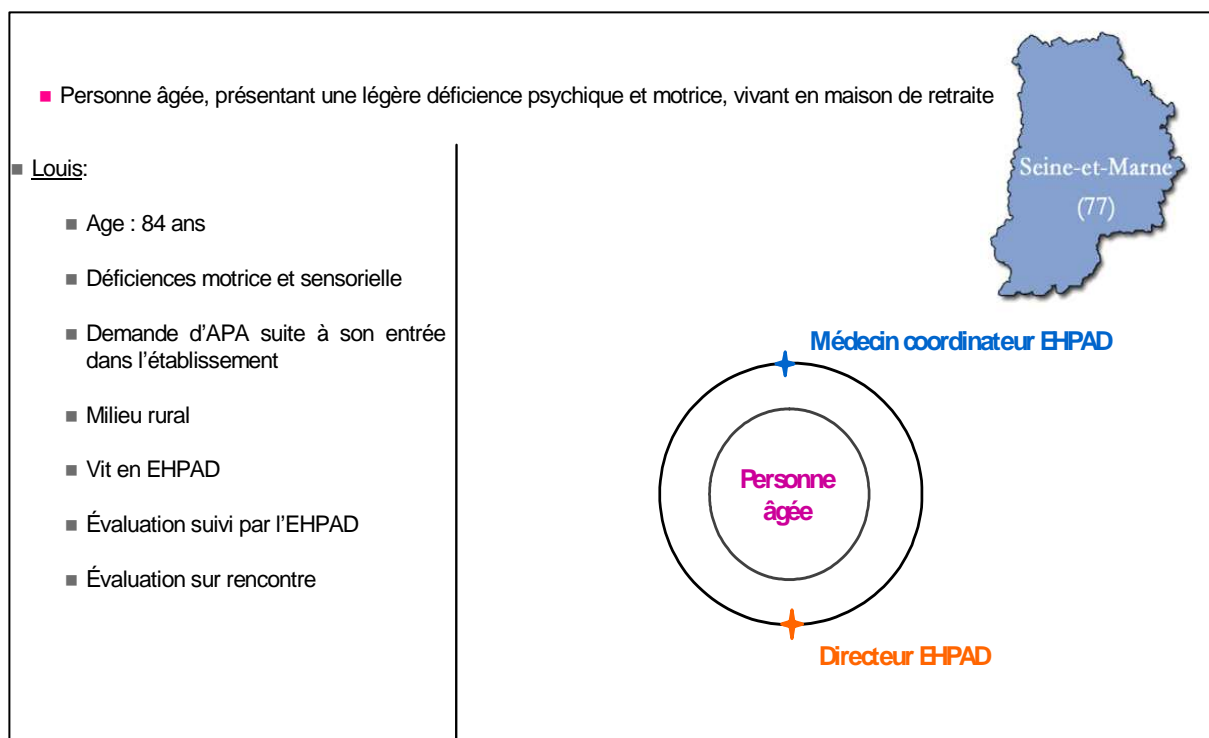 Personne âgée, présentant une légère déficience psychique et motrice, vivant en maison de retraite
Seine-et-Marne
(77)
Louis:
Age : 84 ans
Déficiences motrice et sensorielle
Demande d'APA suite à son entrée
dans l'établissement
Milieu rural
Vit en EHPAD
Évaluation suivi par l'EHPAD
Évaluation sur rencontre
Médecin coordinateur EHPAD
Personne
âgée
Directeur EHPAD